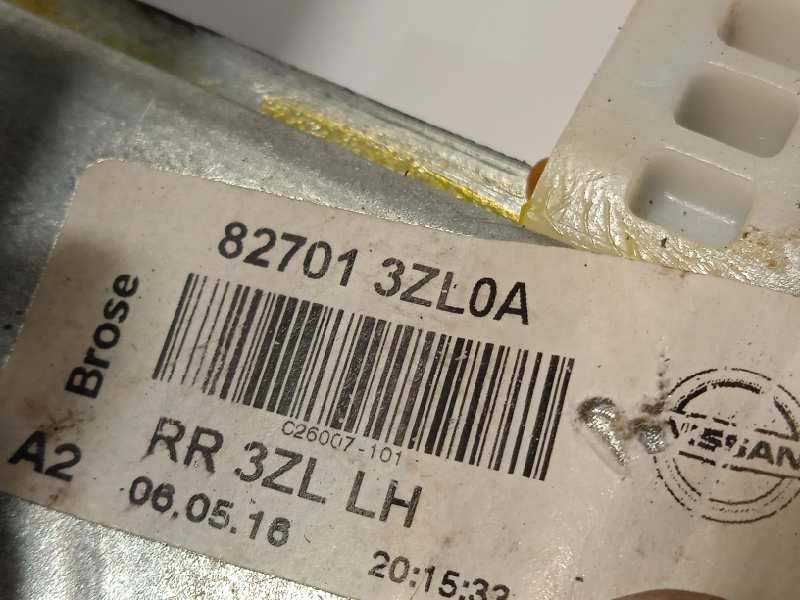 82701 3ZL0A
Brose
C26007-101
RR 3ZL LH
A2
06.05.16
20:15:33
NISSAN